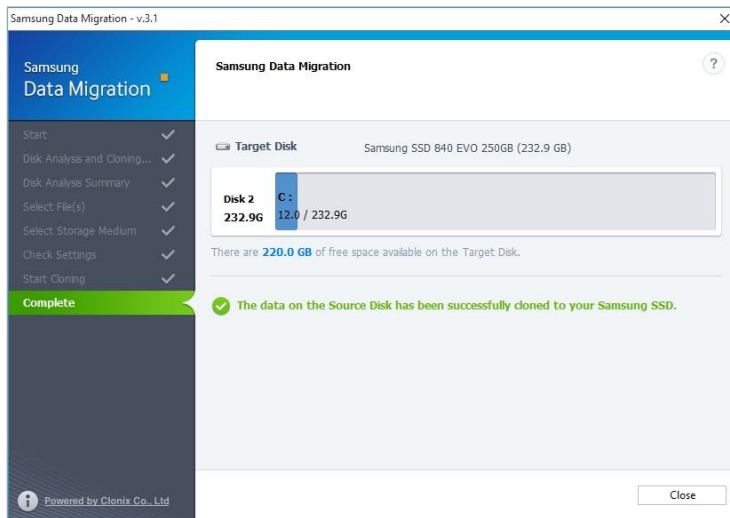 Samsung Data Migration - v.3.1
Samsung
Data Migration
Samsung Data Migration
?
Start
Disk Analysis and Cloning...
Disk Analysis Summary
Select File(s)
Select Storage Medium
Check Settings
Start Cloning
Complete
Target Disk Samsung SSD 840 EVO 250GB (232.9 GB)
Disk 2
232.9G
C :
12.0 / 232.9G
There are 220.0 GB of free space available on the Target Disk.
The data on the Source Disk has been successfully cloned to your Samsung SSD.
i Powered by Clonix Co., Ltd
Close